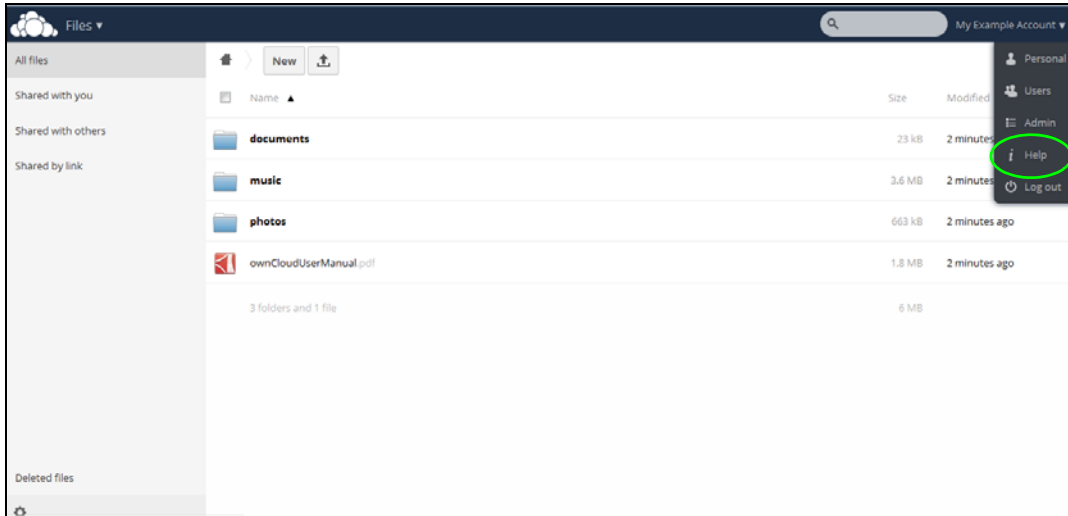 Files ▼
My Example Account ▼
All files
Shared with you
Shared with others
Shared by link
Deleted files
New
Name ▲ Size Modified
documents 23 kB 2 minutes
music 3.6 MB 2 minutes
photos 663 kB 2 minutes ago
ownCloudUserManual.pdf 1.8 MB 2 minutes ago
3 folders and 1 file 6 MB
Personal
Users
Admin
i Help
Log out